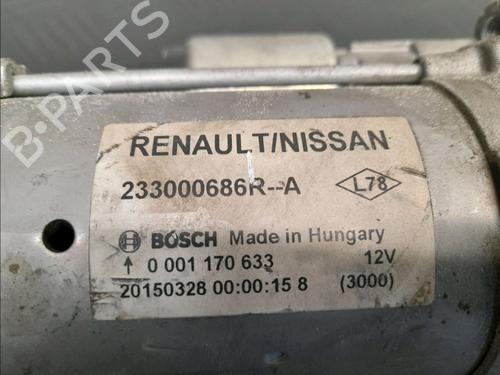 B-PARTS
RENAULT/NISSAN
233000686R--A
L78
BOSCH Made in Hungary
0 001 170 633 12V
20150328 00:00:15 8 (3000)